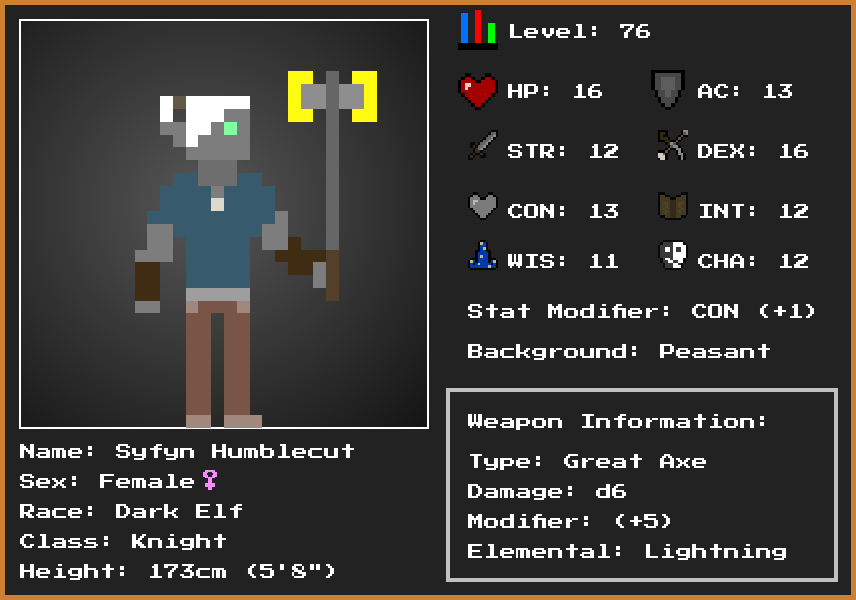 Level: 76
HP: 16 AC: 13
STR: 12 DEX: 16
CON: 13 INT: 12
WIS: 11 CHA: 12
Stat Modifier: CON (+1)
Background: Peasant
Weapon Information:
Type: Great Axe
Damage: d6
Modifier: (+5)
Elemental: Lightning
Name: Syfyn Humblecut
Sex: Female♀
Race: Dark Elf
Class: Knight
Height: 173cm (5'8")